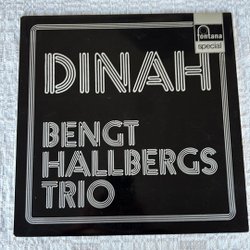 fontana
special
DINAH
BENGT
HALLBERGS
TRIO